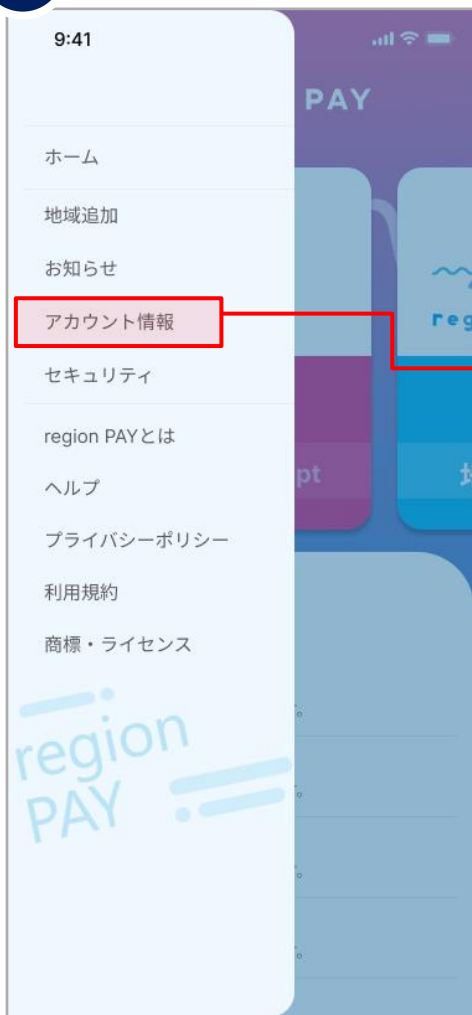 9:41
PAY
ホーム
地域追加
お知らせ
アカウント情報
セキュリティ
region PAYとは
ヘルプ
プライバシーポリシー
利用規約
商標・ライセンス
reg
pt
region
PAY